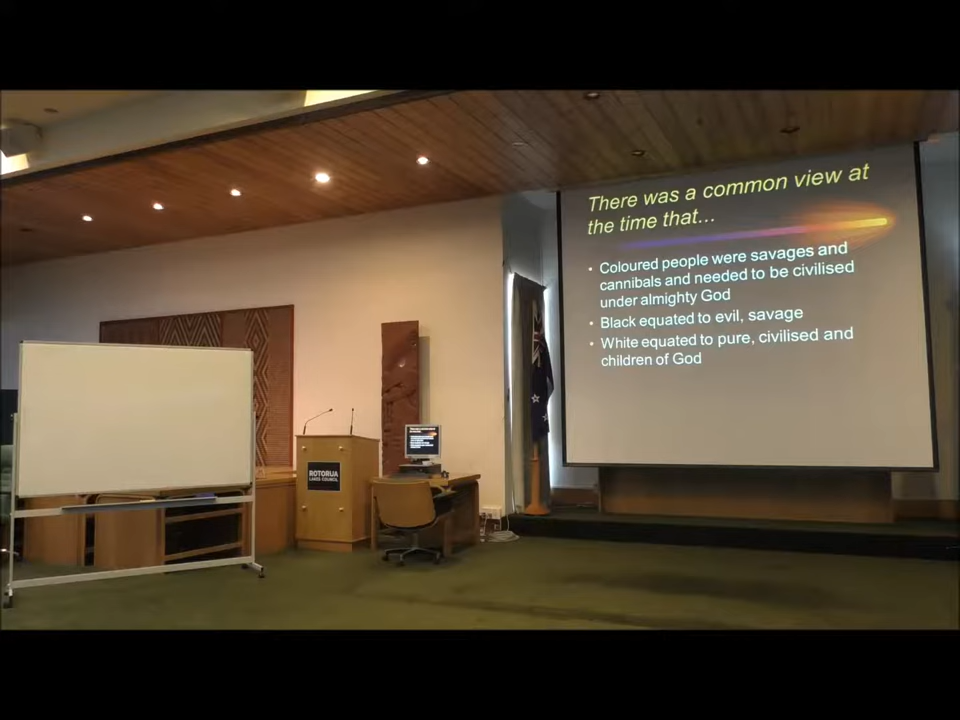 There was a common view at
the time that...
• Coloured people were savages and
cannibals and needed to be civilised
under almighty God
• Black equated to evil, savage
• White equated to pure, civilised and
children of God
ROTORUA
LAKES COUNCIL